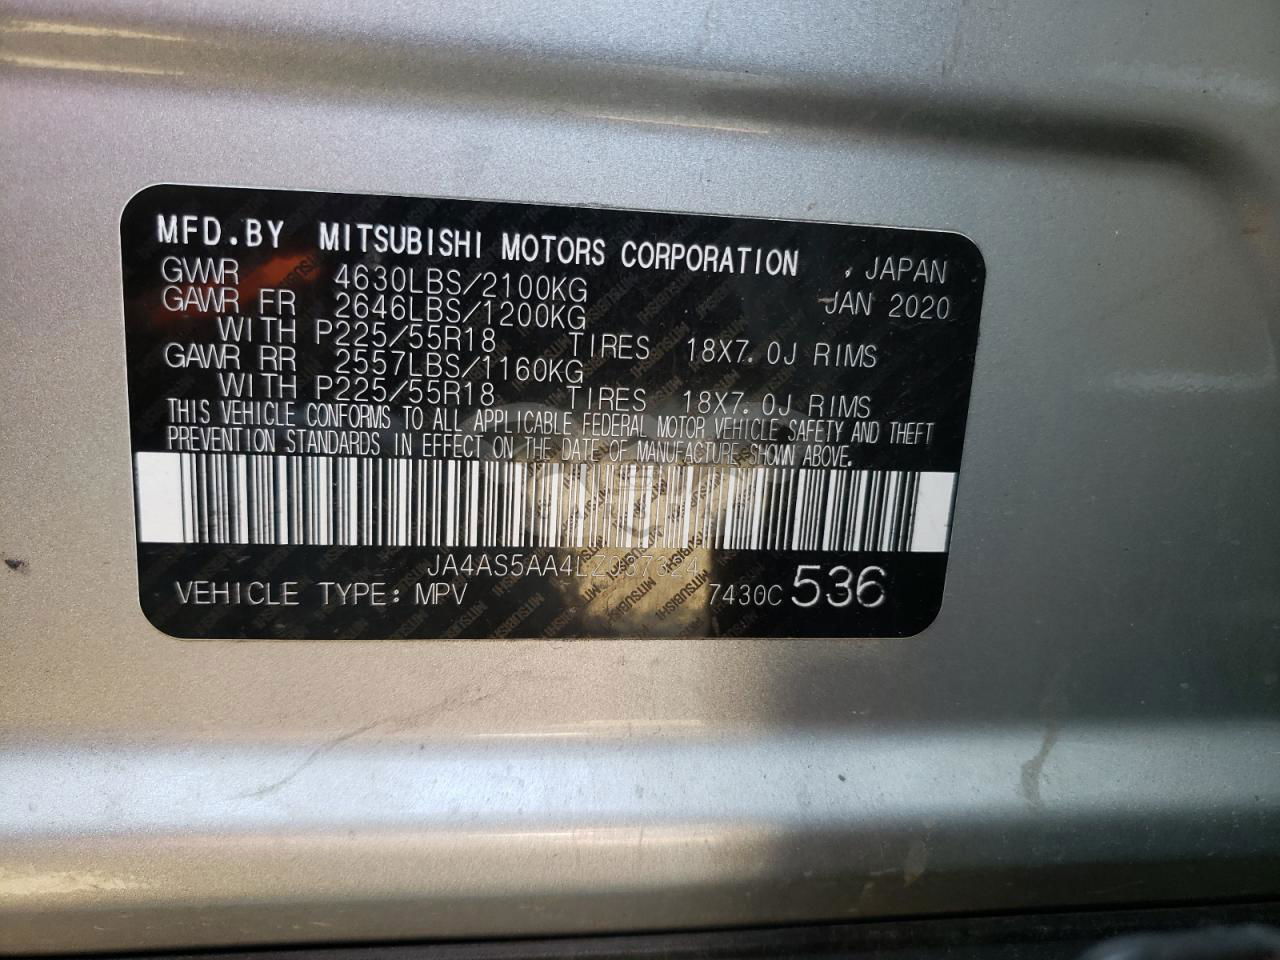 MFD.BY MITSUBISHI MOTORS CORPORATION , JAPAN
GVWR 4630LBS/2100KG JAN 2020
GAWR FR 2646LBS/1200KG
WITH P225/55R18 TIRES 18X7.0J RIMS
GAWR RR 2557LBS/1160KG
WITH P225/55R18 TIRES 18X7.0J RIMS
THIS VEHICLE CONFORMS TO ALL APPLICABLE FEDERAL MOTOR VEHICLE SAFETY AND THEFT
PREVENTION STANDARDS IN EFFECT ON THE DATE OF MANUFACTURE SHOWN ABOVE.
JA4AS5AA4LZ037324
VEHICLE TYPE: MPV 7430C 536